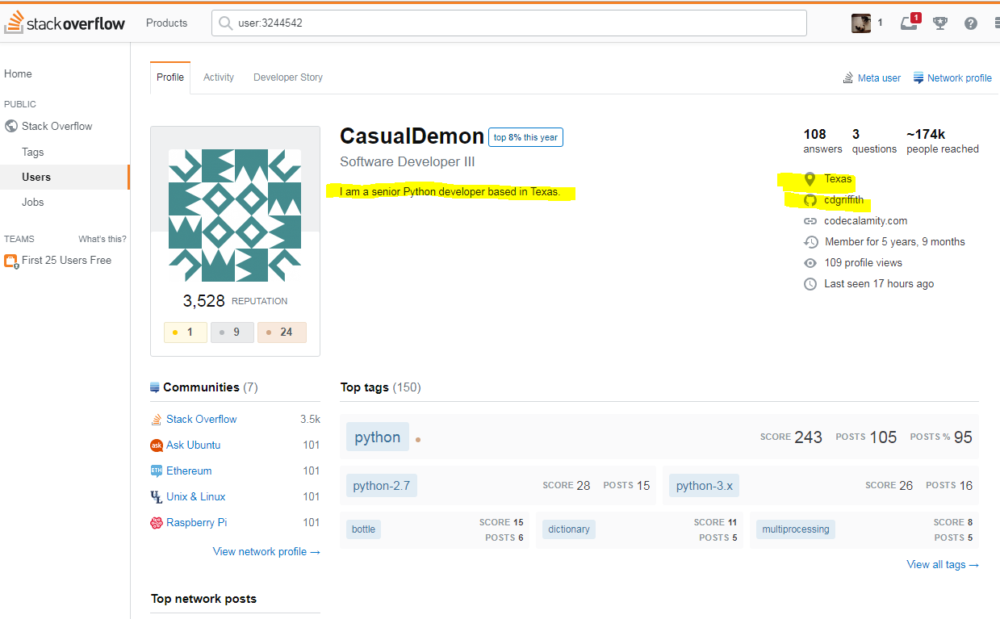 stackoverflow Products user:3244542 1 1
Home
PUBLIC
Stack Overflow
Tags
Users
Jobs
TEAMS What's this?
First 25 Users Free
Profile Activity Developer Story
Meta user Network profile
CasualDemon top 8% this year
Software Developer III
I am a senior Python developer based in Texas.
108 3 ~174k
answers questions people reached
Texas
cdgriffith
codecalamity.com
Member for 5 years, 9 months
109 profile views
Last seen 17 hours ago
3,528 REPUTATION
1 9 24
Communities (7)
Stack Overflow 3.5k
ask Ask Ubuntu 101
ETH Ethereum 101
UL Unix & Linux 101
Raspberry Pi 101
View network profile →
Top network posts
Top tags (150)
python SCORE 243 POSTS 105 POSTS % 95
python-2.7 SCORE 28 POSTS 15 python-3.x SCORE 26 POSTS 16
bottle SCORE 15
POSTS 6
dictionary SCORE 11
POSTS 5
multiprocessing SCORE 8
POSTS 5
View all tags →